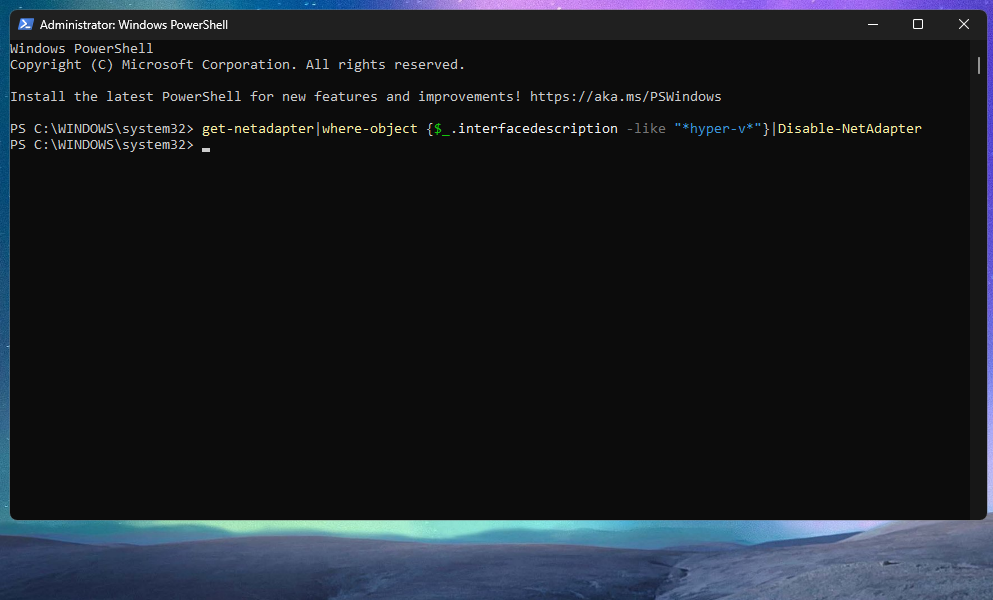 Administrator: Windows PowerShell
Windows PowerShell
Copyright (C) Microsoft Corporation. All rights reserved.
Install the latest PowerShell for new features and improvements! https://aka.ms/PSWindows
PS C:\WINDOWS\system32> get-netadapter|where-object {$_.interfacedescription -like "*hyper-v*"}|Disable-NetAdapter
PS C:\WINDOWS\system32>